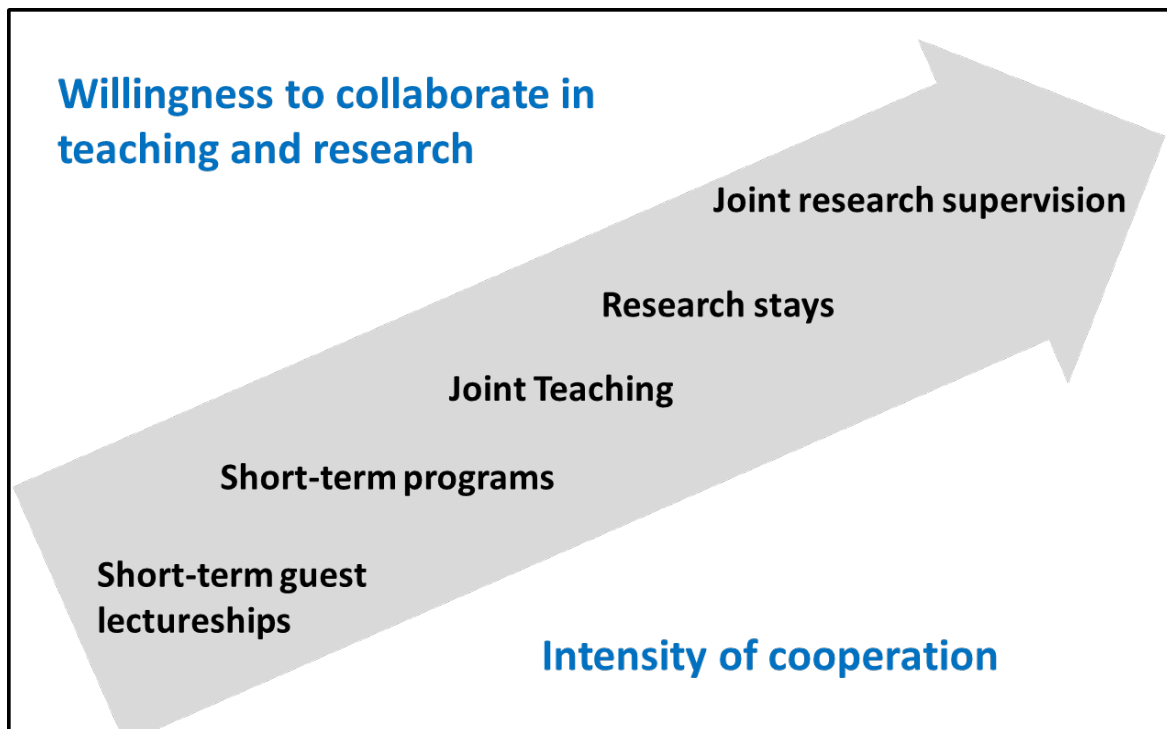 Willingness to collaborate in
teaching and research
Joint research supervision
Research stays
Joint Teaching
Short-term programs
Short-term guest
lectureships
Intensity of cooperation